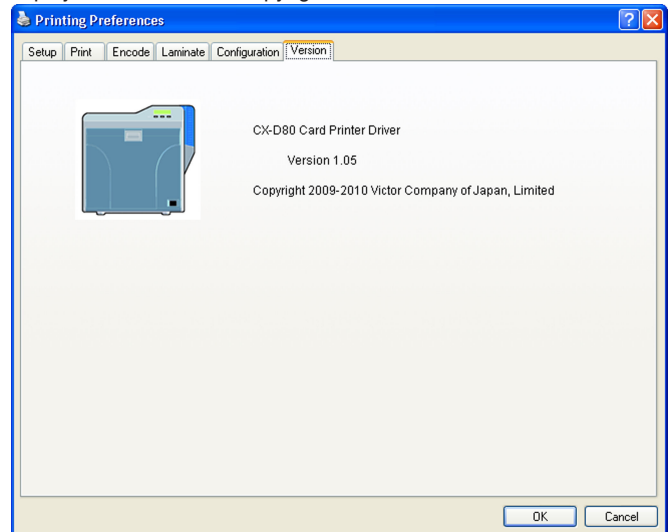 Printing Preferences
Setup Print Encode Laminate Configuration Version
CX-D80 Card Printer Driver
Version 1.05
Copyright 2009-2010 Victor Company of Japan, Limited
OK Cancel